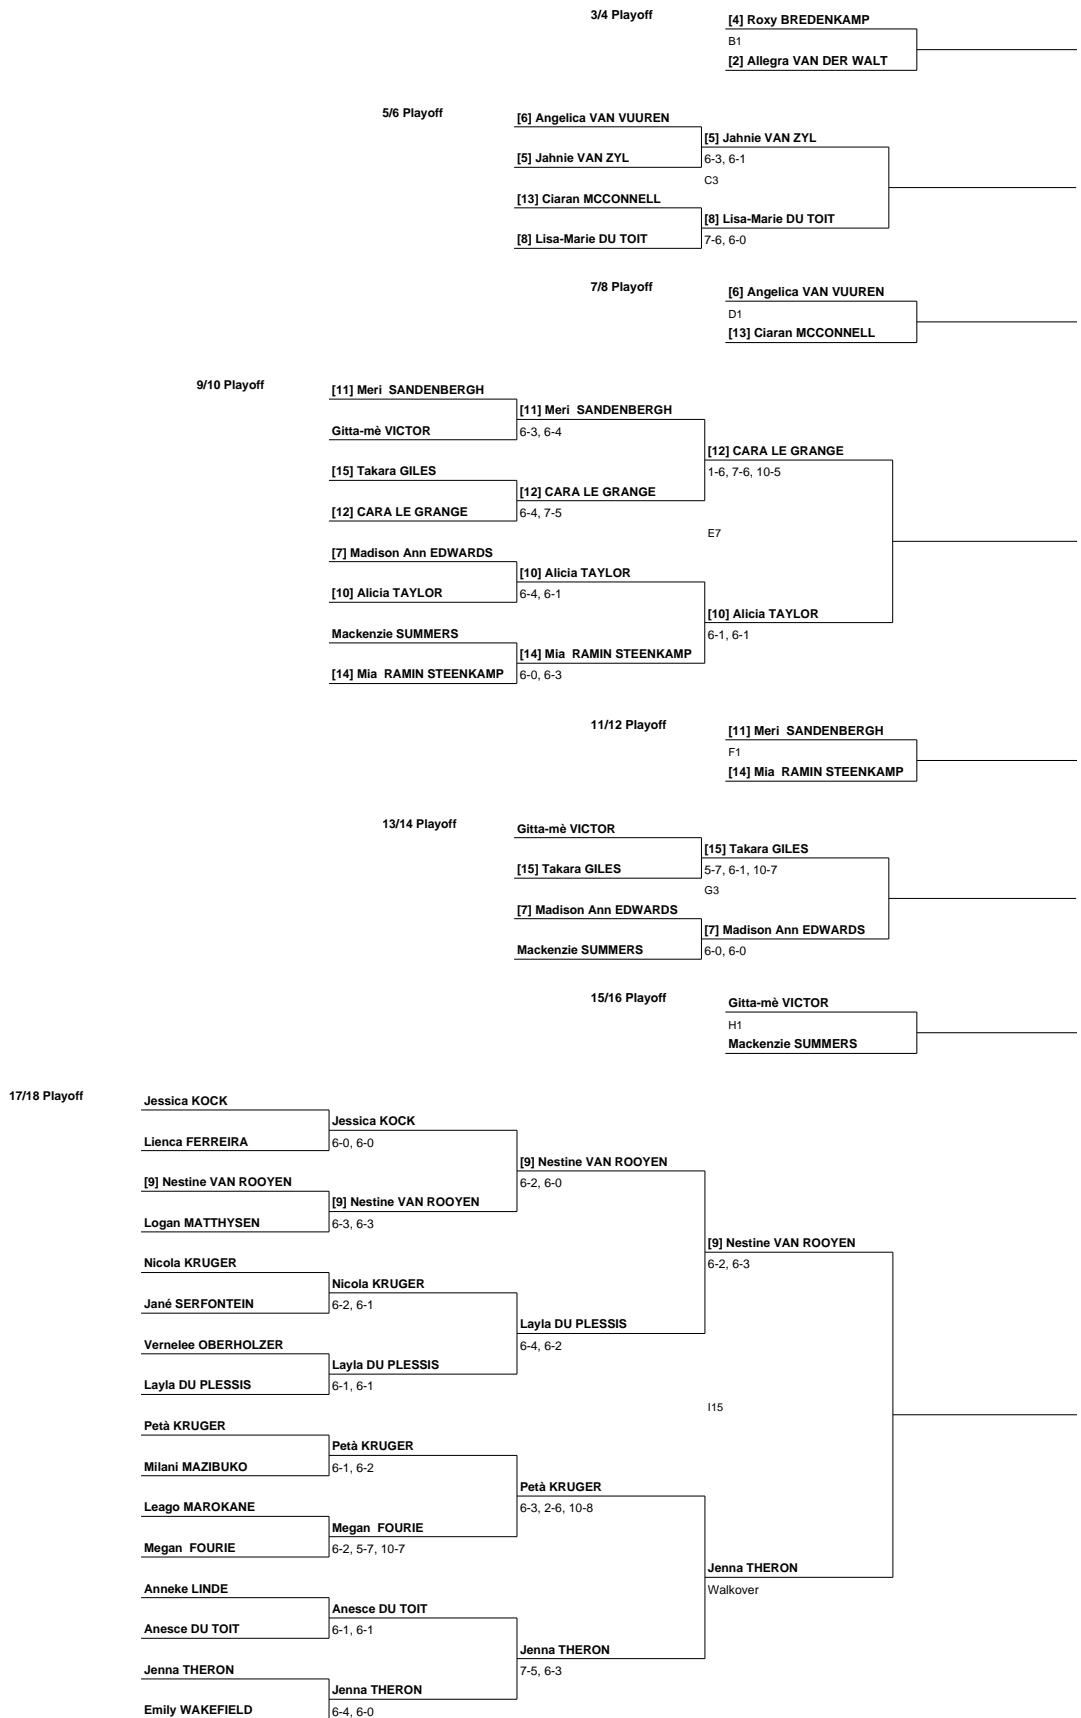 3/4 Playoff
[4] Roxy BREDENKAMP
B1
[2] Allegra VAN DER WALT
5/6 Playoff
[6] Angelica VAN VUUREN
[5] Jahnie VAN ZYL
[5] Jahnie VAN ZYL
6-3, 6-1
C3
[13] Ciaran MCCONNELL
[8] Lisa-Marie DU TOIT
[8] Lisa-Marie DU TOIT
7-6, 6-0
7/8 Playoff
[6] Angelica VAN VUUREN
D1
[13] Ciaran MCCONNELL
9/10 Playoff
[11] Meri  SANDENBERGH
[11] Meri  SANDENBERGH
Gitta-mè VICTOR
6-3, 6-4
[12] CARA LE GRANGE
[15] Takara GILES
1-6, 7-6, 10-5
[12] CARA LE GRANGE
[12] CARA LE GRANGE
6-4, 7-5
E7
[7] Madison Ann EDWARDS
[10] Alicia TAYLOR
[10] Alicia TAYLOR
6-4, 6-1
[10] Alicia TAYLOR
Mackenzie SUMMERS
6-1, 6-1
[14] Mia  RAMIN STEENKAMP
[14] Mia  RAMIN STEENKAMP
6-0, 6-3
11/12 Playoff
[11] Meri  SANDENBERGH
F1
[14] Mia  RAMIN STEENKAMP
13/14 Playoff
Gitta-mè VICTOR
[15] Takara GILES
[15] Takara GILES
5-7, 6-1, 10-7
G3
[7] Madison Ann EDWARDS
[7] Madison Ann EDWARDS
Mackenzie SUMMERS
6-0, 6-0
15/16 Playoff
Gitta-mè VICTOR
H1
Mackenzie SUMMERS
17/18 Playoff
Jessica KOCK
Jessica KOCK
Lienca FERREIRA
6-0, 6-0
[9] Nestine VAN ROOYEN
[9] Nestine VAN ROOYEN
6-2, 6-0
[9] Nestine VAN ROOYEN
Logan MATTHYSEN
6-3, 6-3
[9] Nestine VAN ROOYEN
Nicola KRUGER
6-2, 6-3
Nicola KRUGER
Jané SERFONTEIN
6-2, 6-1
Layla DU PLESSIS
Vernelee OBERHOLZER
6-4, 6-2
Layla DU PLESSIS
Layla DU PLESSIS
6-1, 6-1
I15
Petà KRUGER
Petà KRUGER
Milani MAZIBUKO
6-1, 6-2
Petà KRUGER
Leago MAROKANE
6-3, 2-6, 10-8
Megan  FOURIE
Megan  FOURIE
6-2, 5-7, 10-7
Jenna THERON
Anneke LINDE
Walkover
Anesce DU TOIT
Anesce DU TOIT
6-1, 6-1
Jenna THERON
Jenna THERON
7-5, 6-3
Jenna THERON
Emily WAKEFIELD
6-4, 6-0